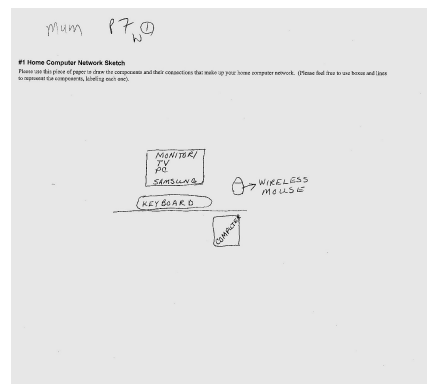 mum P7 W ①
#1 Home Computer Network Sketch
Please use this piece of paper to draw the components and their connections that make up your home computer network. (Please feel free to use boxes and lines
to represent the components, labeling each one).
MONITOR/
TV
PC
SAMSUNG
WIRELESS
MOUSE
KEYBOARD
COMPUTER